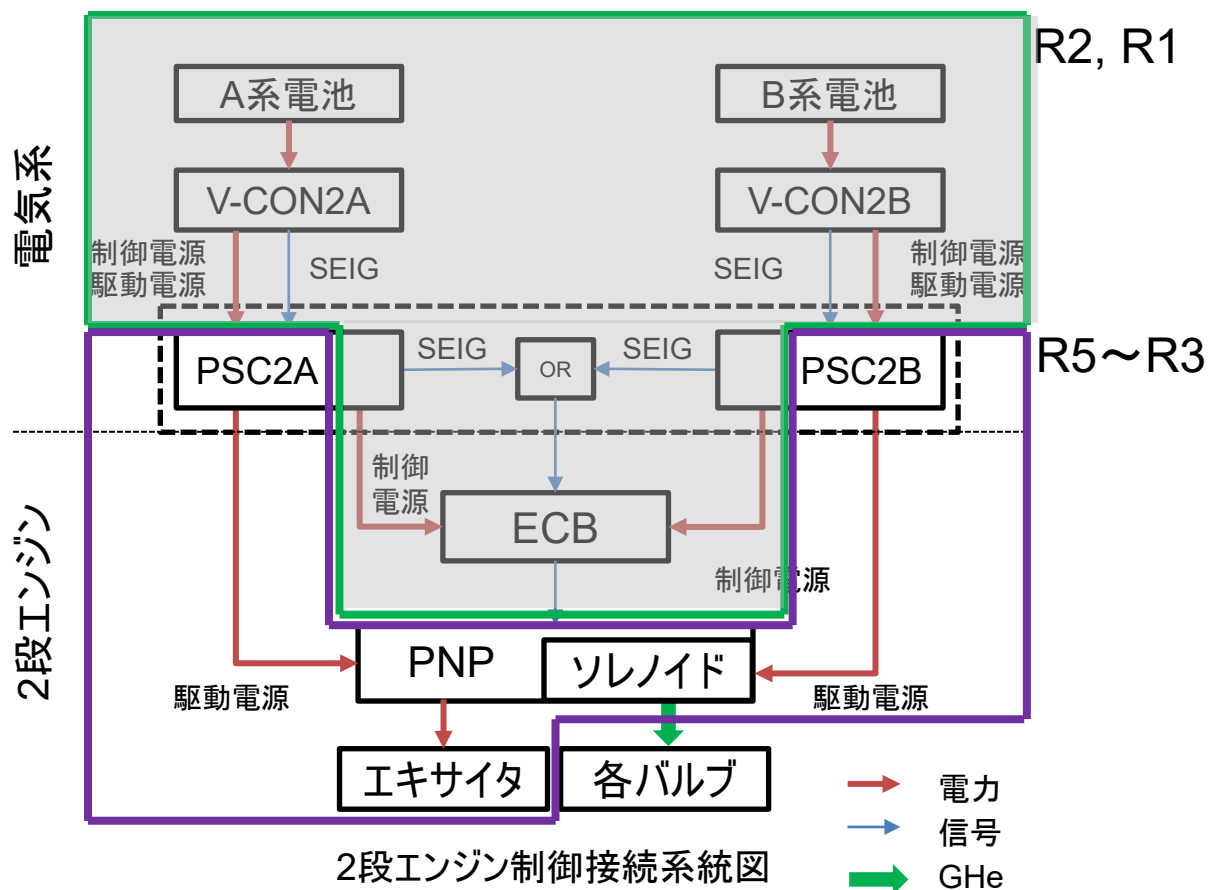 R2, R1
A系電池
B系電池
電気系
V-CON2A
V-CON2B
制御電源
駆動電源
SEIG
SEIG
制御電源
駆動電源
PSC2A
SEIG
OR
SEIG
PSC2B
R5～R3
制御
電源
ECB
制御電源
2段エンジン
PNP
ソレノイド
駆動電源
駆動電源
エキサイタ
各バルブ
電力
信号
GHe
2段エンジン制御接続系統図